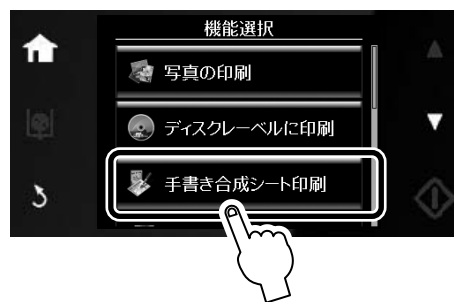 機能選択
写真の印刷
ディスクレーベルに印刷
手書き合成シート印刷